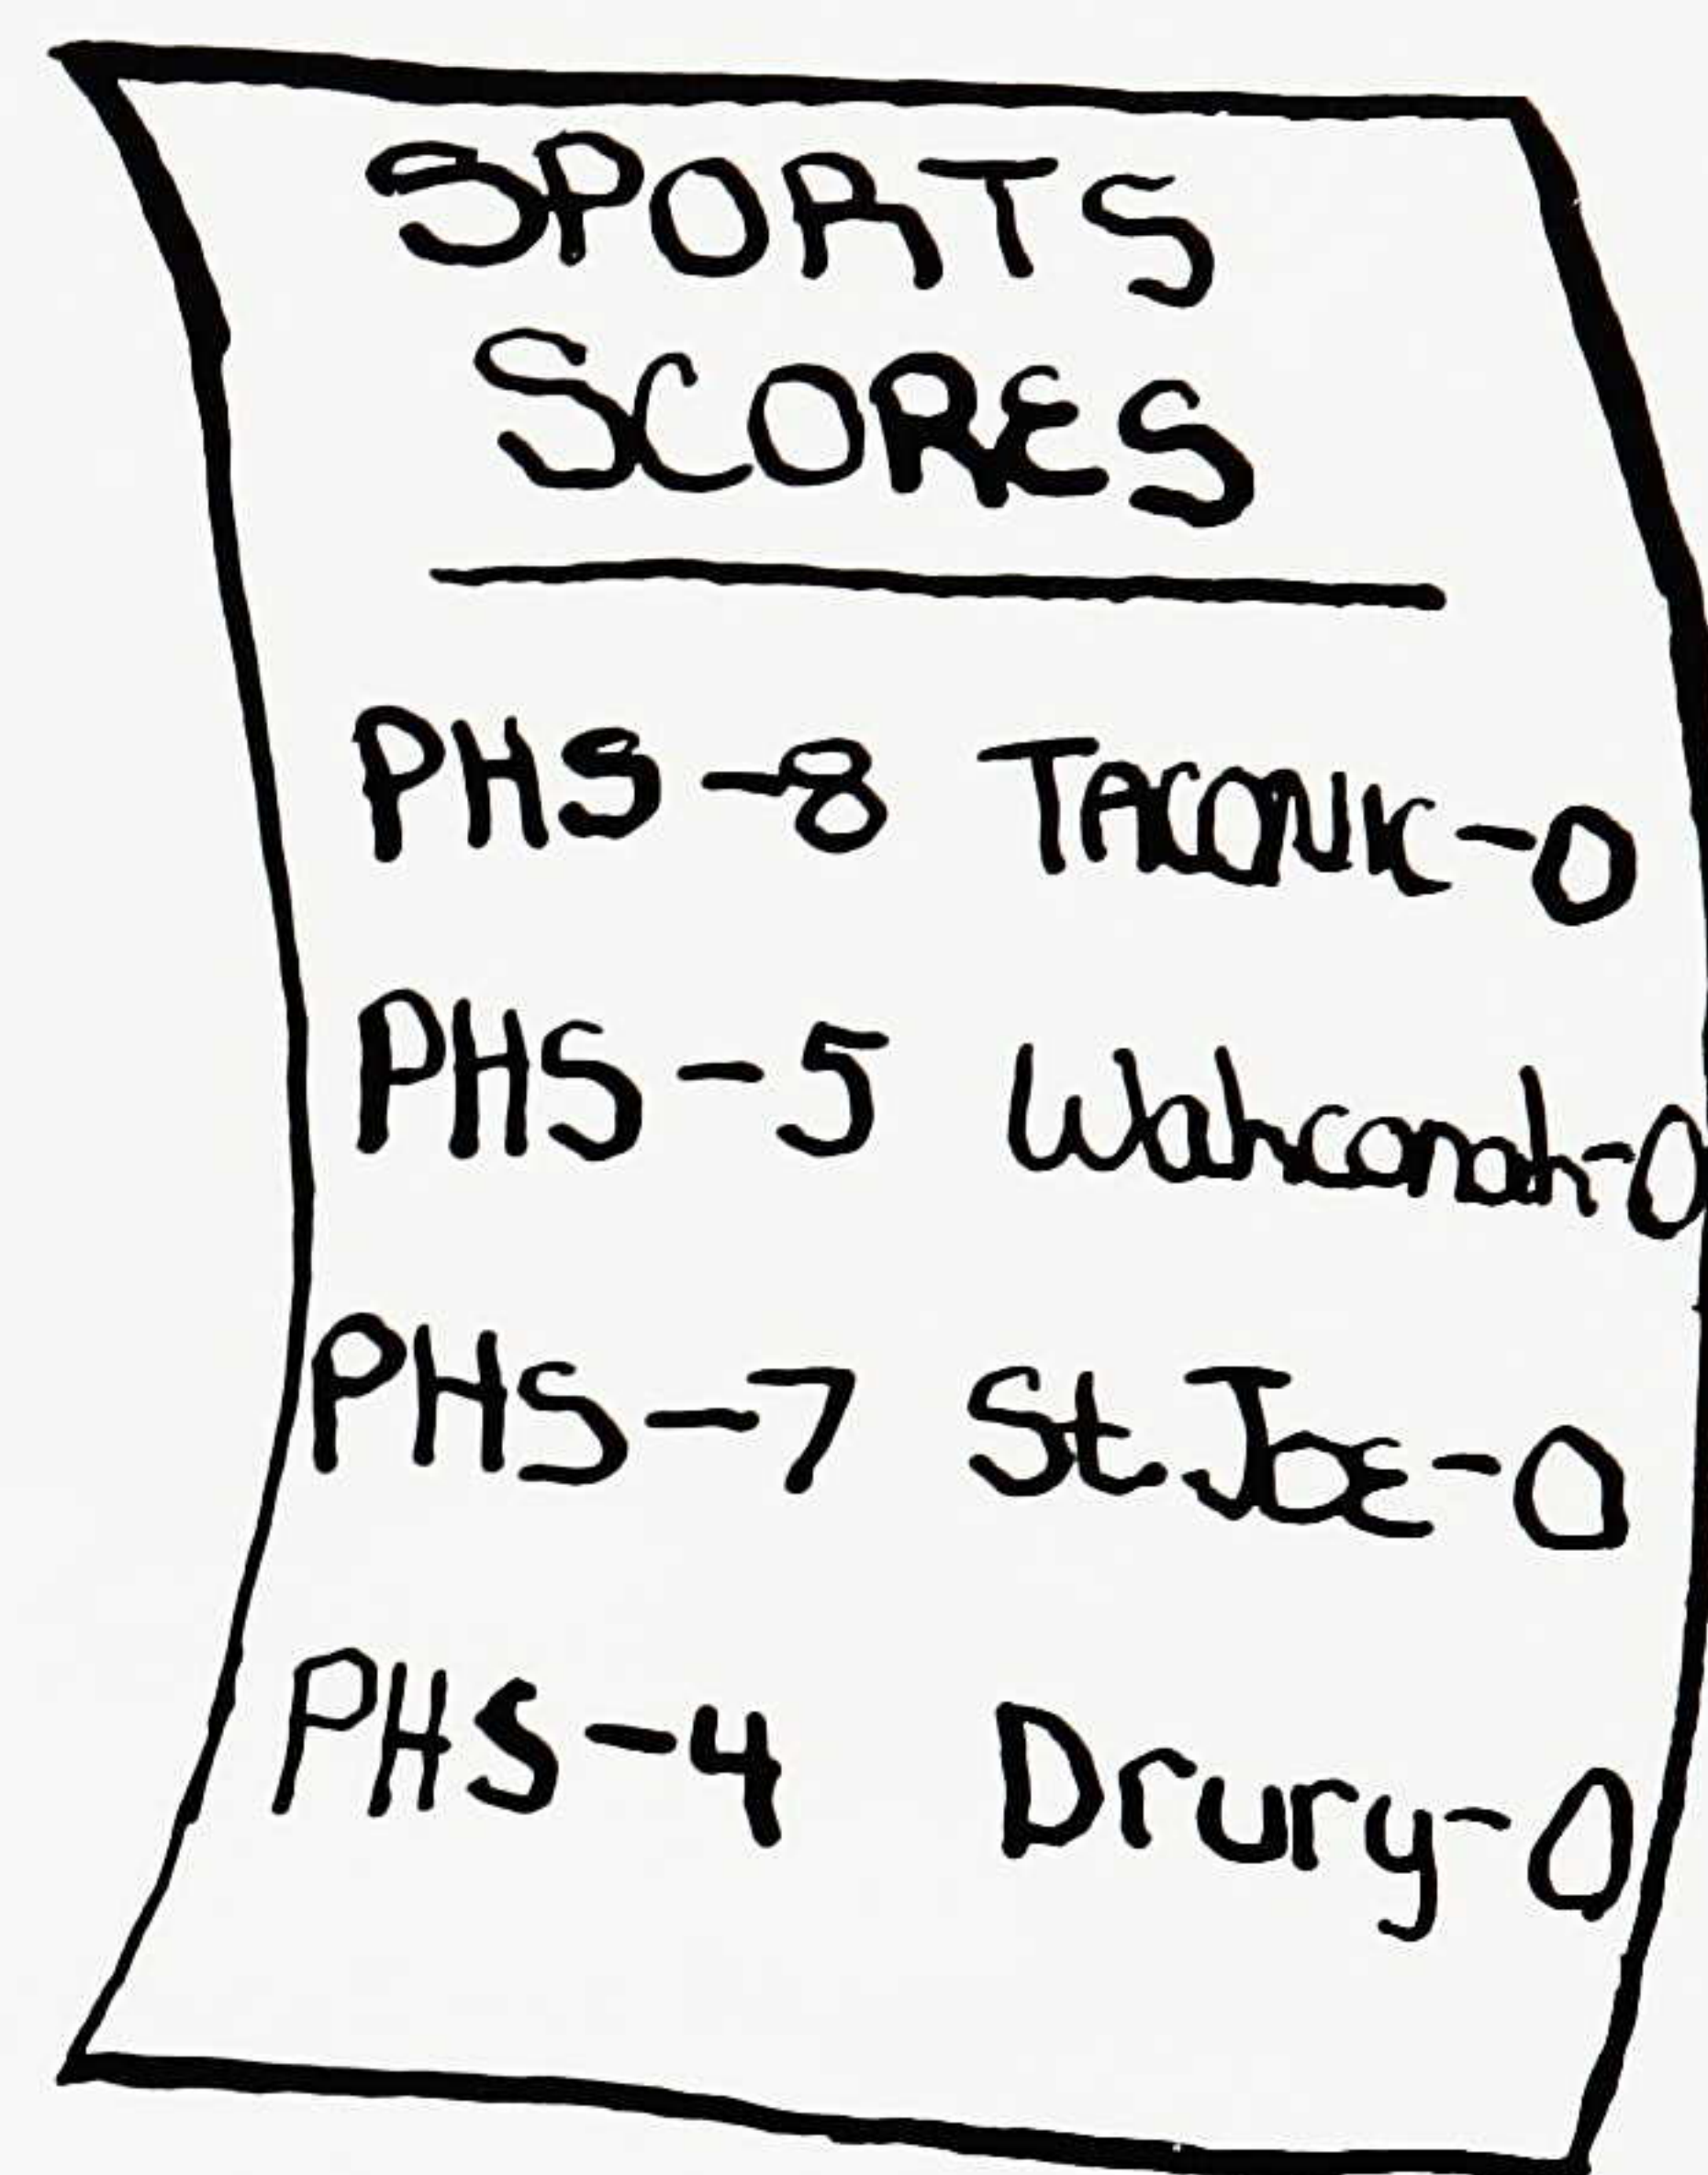 SPORTS
SCORES
PHS-8 TACONIC-0
PHS-5 Wahconah-0
PHS-7 St. JOE-0
PHS-4 Drury-0